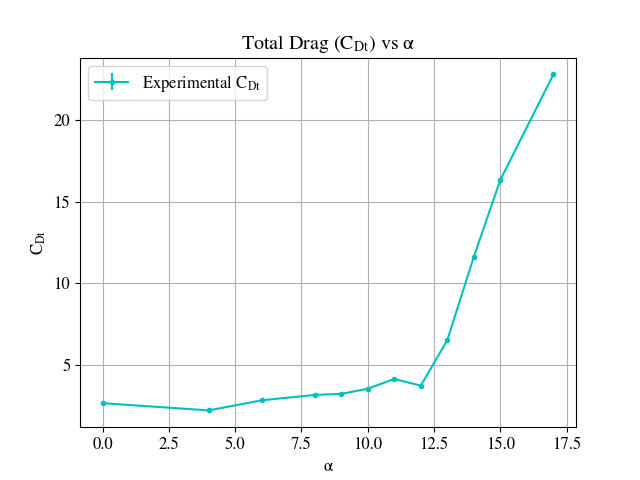 Total Drag (C_Dt) vs α
Experimental C_Dt
20
15
10
5
C_Dt
0.0 2.5 5.0 7.5 10.0 12.5 15.0 17.5
α